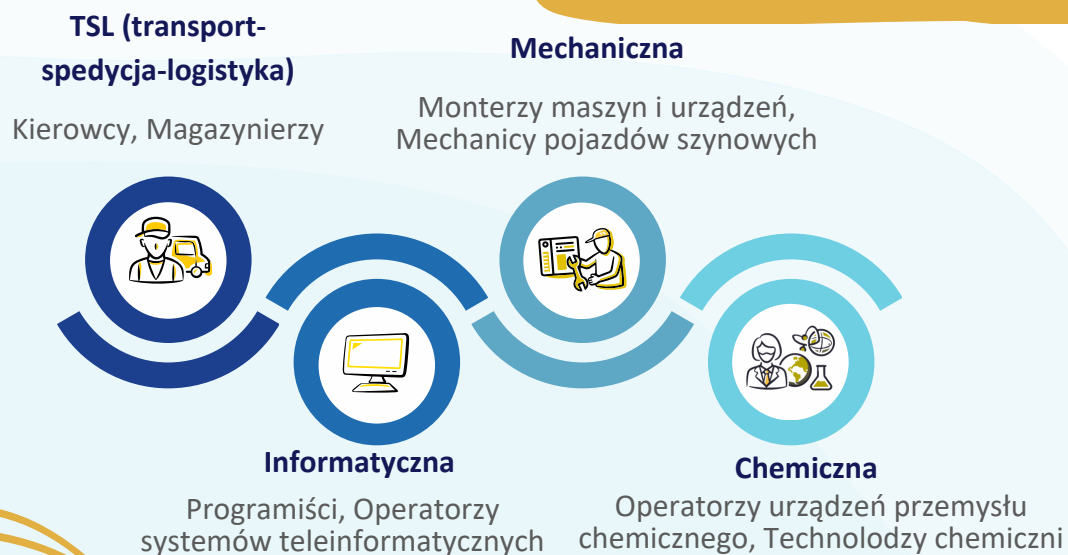 TSL (transport-
spedycja-logistyka)
Kierowcy, Magazynierzy
Mechaniczna
Monterzy maszyn i urządzeń,
Mechanicy pojazdów szynowych
Informatyczna
Programiści, Operatorzy
systemów teleinformatycznych
Chemiczna
Operatorzy urządzeń przemysłu
chemicznego, Technolodzy chemiczni